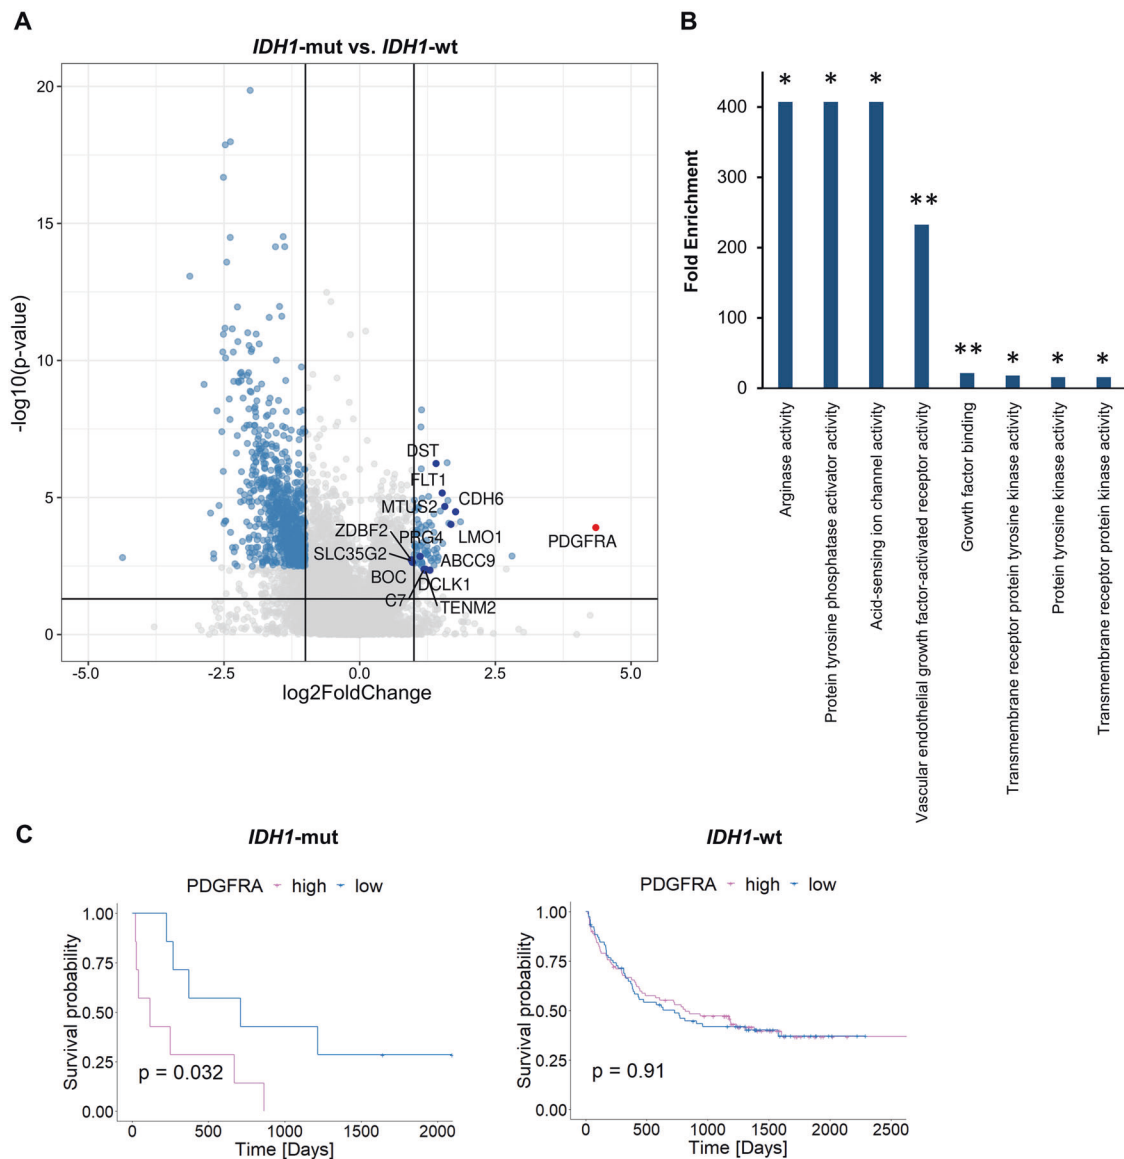 A
IDH1-mut vs. IDH1-wt
-log10(p-value)
20
15
10
5
0
DST
FLT1
MTUS2
CDH6
ZDBF2
PRG4
LMO1
PDGFRA
SLC35G2
ABCC9
BOC
DCLK1
C7
TENM2
-5.0
-2.5
0.0
2.5
5.0
log2FoldChange
B
Fold Enrichment
400
300
200
100
0
*
*
*
**
**
*
*
*
Arginase activity
Protein tyrosine phosphatase activator activity
Acid-sensing ion channel activity
Vascular endothelial growth factor-activated receptor activity
Growth factor binding
Transmembrane receptor protein tyrosine kinase activity
Protein tyrosine kinase activity
Transmembrane receptor protein kinase activity
C
IDH1-mut
PDGFRA high low
Survival probability
1.00
0.75
0.50
0.25
0.00
p = 0.032
0 500 1000 1500 2000
Time [Days]
IDH1-wt
PDGFRA high low
Survival probability
1.00
0.75
0.50
0.25
0.00
p = 0.91
0 500 1000 1500 2000 2500
Time [Days]